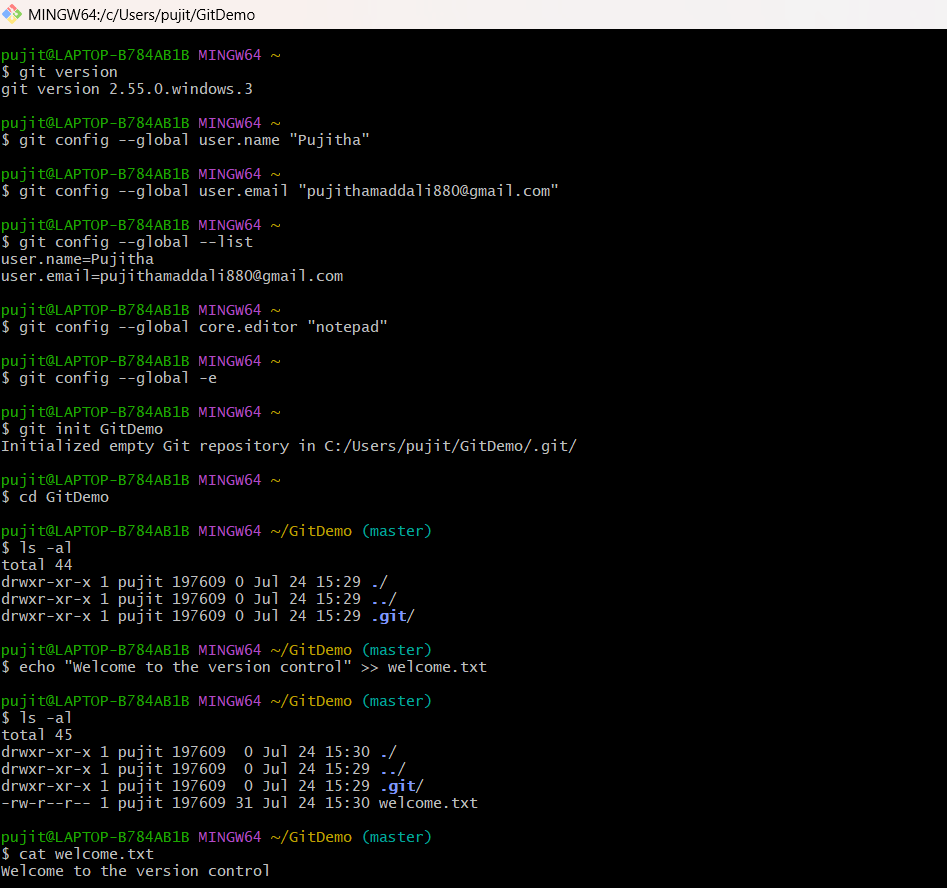 MINGW64:/c/Users/pujit/GitDemo
pujit@LAPTOP-B784AB1B MINGW64 ~
$ git version
git version 2.55.0.windows.3
pujit@LAPTOP-B784AB1B MINGW64 ~
$ git config --global user.name "Pujitha"
pujit@LAPTOP-B784AB1B MINGW64 ~
$ git config --global user.email "pujithamaddali880@gmail.com"
pujit@LAPTOP-B784AB1B MINGW64 ~
$ git config --global --list
user.name=Pujitha
user.email=pujithamaddali880@gmail.com
pujit@LAPTOP-B784AB1B MINGW64 ~
$ git config --global core.editor "notepad"
pujit@LAPTOP-B784AB1B MINGW64 ~
$ git config --global -e
pujit@LAPTOP-B784AB1B MINGW64 ~
$ git init GitDemo
Initialized empty Git repository in C:/Users/pujit/GitDemo/.git/
pujit@LAPTOP-B784AB1B MINGW64 ~
$ cd GitDemo
pujit@LAPTOP-B784AB1B MINGW64 ~/GitDemo (master)
$ ls -al
total 44
drwxr-xr-x 1 pujit 197609 0 Jul 24 15:29 ./
drwxr-xr-x 1 pujit 197609 0 Jul 24 15:29 ../
drwxr-xr-x 1 pujit 197609 0 Jul 24 15:29 .git/
pujit@LAPTOP-B784AB1B MINGW64 ~/GitDemo (master)
$ echo "Welcome to the version control" >> welcome.txt
pujit@LAPTOP-B784AB1B MINGW64 ~/GitDemo (master)
$ ls -al
total 45
drwxr-xr-x 1 pujit 197609  0 Jul 24 15:30 ./
drwxr-xr-x 1 pujit 197609  0 Jul 24 15:29 ../
drwxr-xr-x 1 pujit 197609  0 Jul 24 15:29 .git/
-rw-r--r-- 1 pujit 197609 31 Jul 24 15:30 welcome.txt
pujit@LAPTOP-B784AB1B MINGW64 ~/GitDemo (master)
$ cat welcome.txt
Welcome to the version control